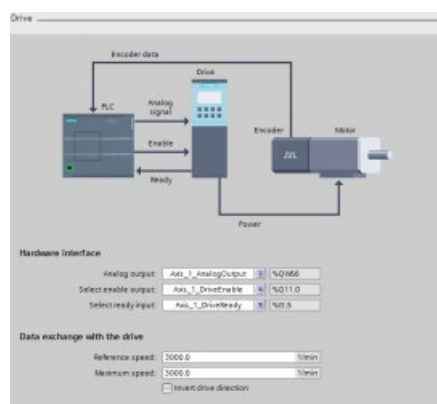 Drive
Encoder data
Drive
PLC
Analog
signal
Encoder
Motor
Enable
Ready
Power
Hardware interface
Analog output: Axis_1_AnalogOutput %QW66
Select enable output: Axis_1_DriveEnable %Q11.0
Select ready input: Axis_1_DriveReady
Data exchange with the drive
Reference speed: 3000.0 1/min
Maximum speed: 3000.0 1/min
Invert drive direction